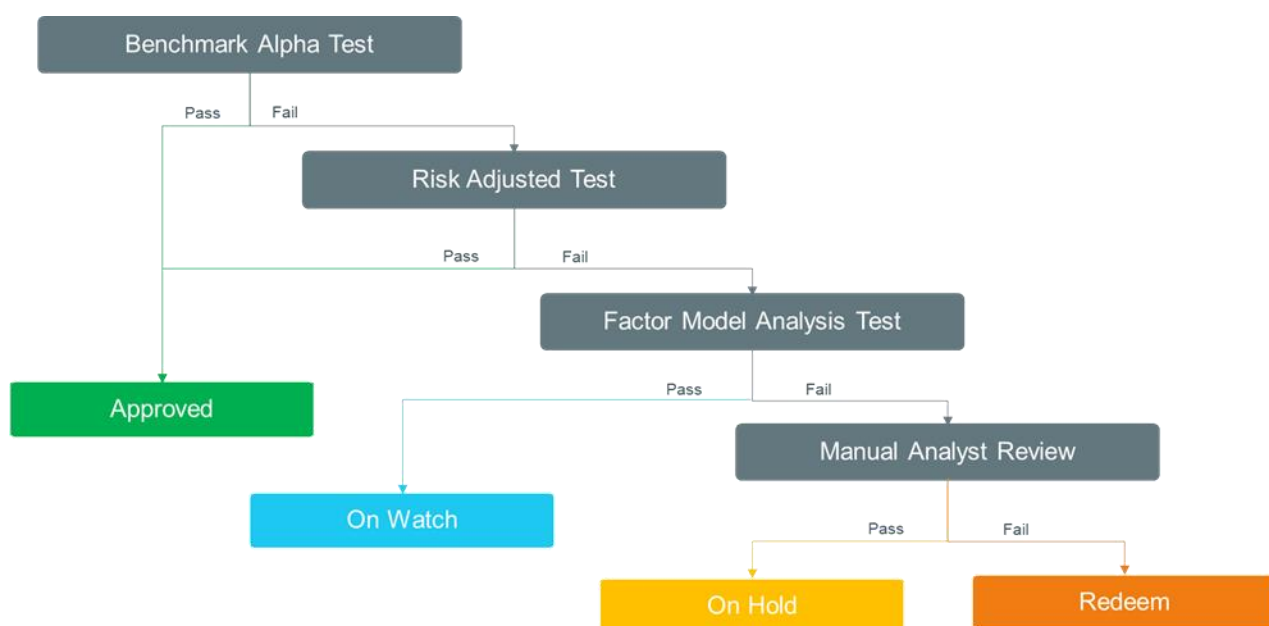 Benchmark Alpha Test
Pass
Fail
Risk Adjusted Test
Pass
Fail
Factor Model Analysis Test
Pass
Fail
Approved
Manual Analyst Review
On Watch
Pass
Fail
On Hold
Redeem